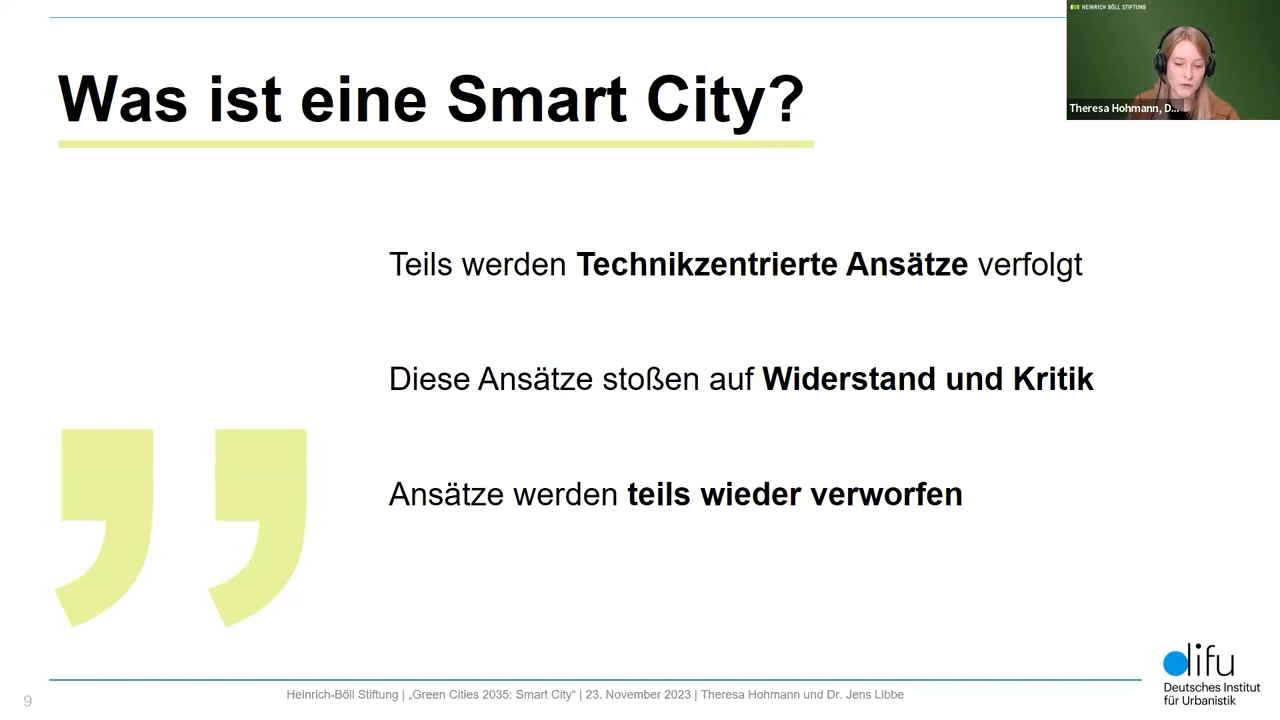 HEINRICH BÖLL STIFTUNG
Was ist eine Smart City?
Theresa Hohmann, D...
Teils werden Technikzentrierte Ansätze verfolgt
Diese Ansätze stoßen auf Widerstand und Kritik
Ansätze werden teils wieder verworfen
difu
Deutsches Institut
für Urbanistik
9
Heinrich-Böll Stiftung | „Green Cities 2035: Smart City“ | 23. November 2023 | Theresa Hohmann und Dr. Jens Libbe